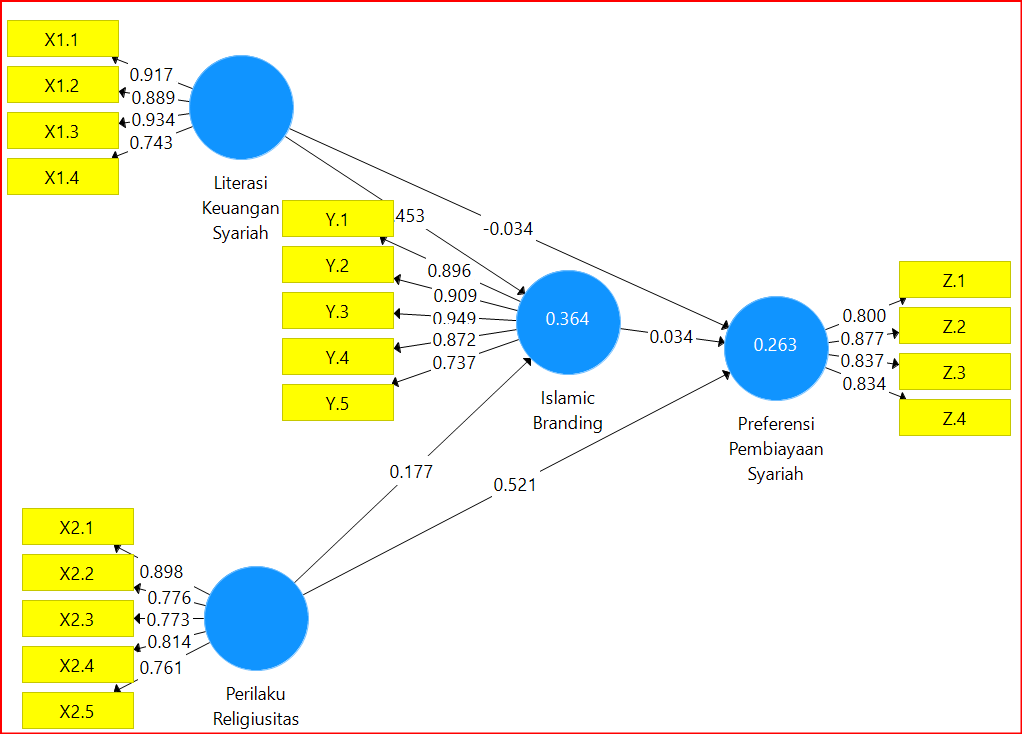 X1.1
X1.2
X1.3
X1.4
0.917
0.889
0.934
0.743
Literasi
Keuangan
Syariah
Y.1
Y.2
Y.3
Y.4
Y.5
453
-0.034
0.896
0.909
0.949
0.872
0.737
0.364
Islamic
Branding
0.034
0.263
Preferensi
Pembiayaan
Syariah
0.800
0.877
0.837
0.834
Z.1
Z.2
Z.3
Z.4
0.177
0.521
X2.1
X2.2
X2.3
X2.4
X2.5
0.898
0.776
0.773
0.814
0.761
Perilaku
Religiusitas